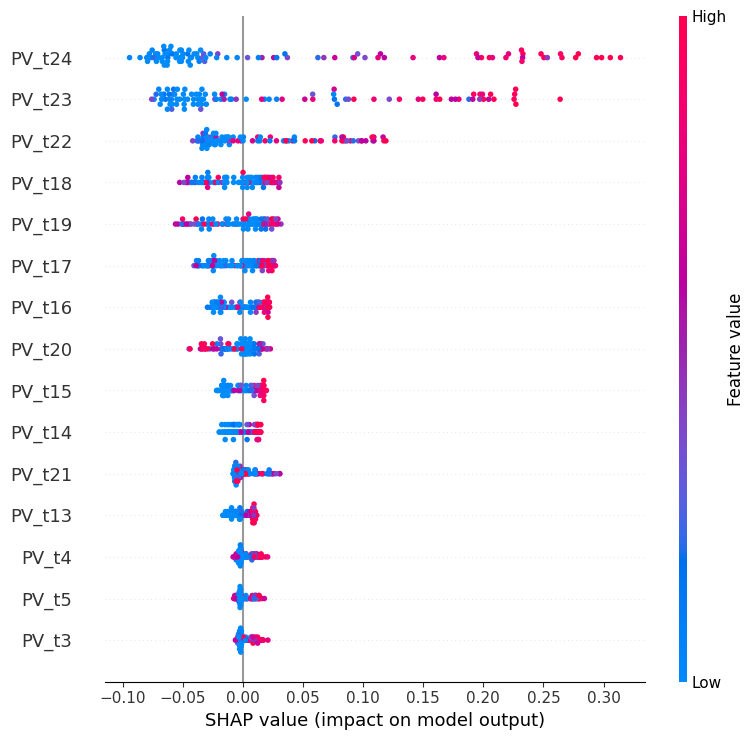 High
PV_t24
PV_t23
PV_t22
PV_t18
PV_t19
PV_t17
PV_t16
PV_t20
PV_t15
PV_t14
PV_t21
PV_t13
PV_t4
PV_t5
PV_t3
Feature value
Low
−0.10 −0.05 0.00 0.05 0.10 0.15 0.20 0.25 0.30
SHAP value (impact on model output)